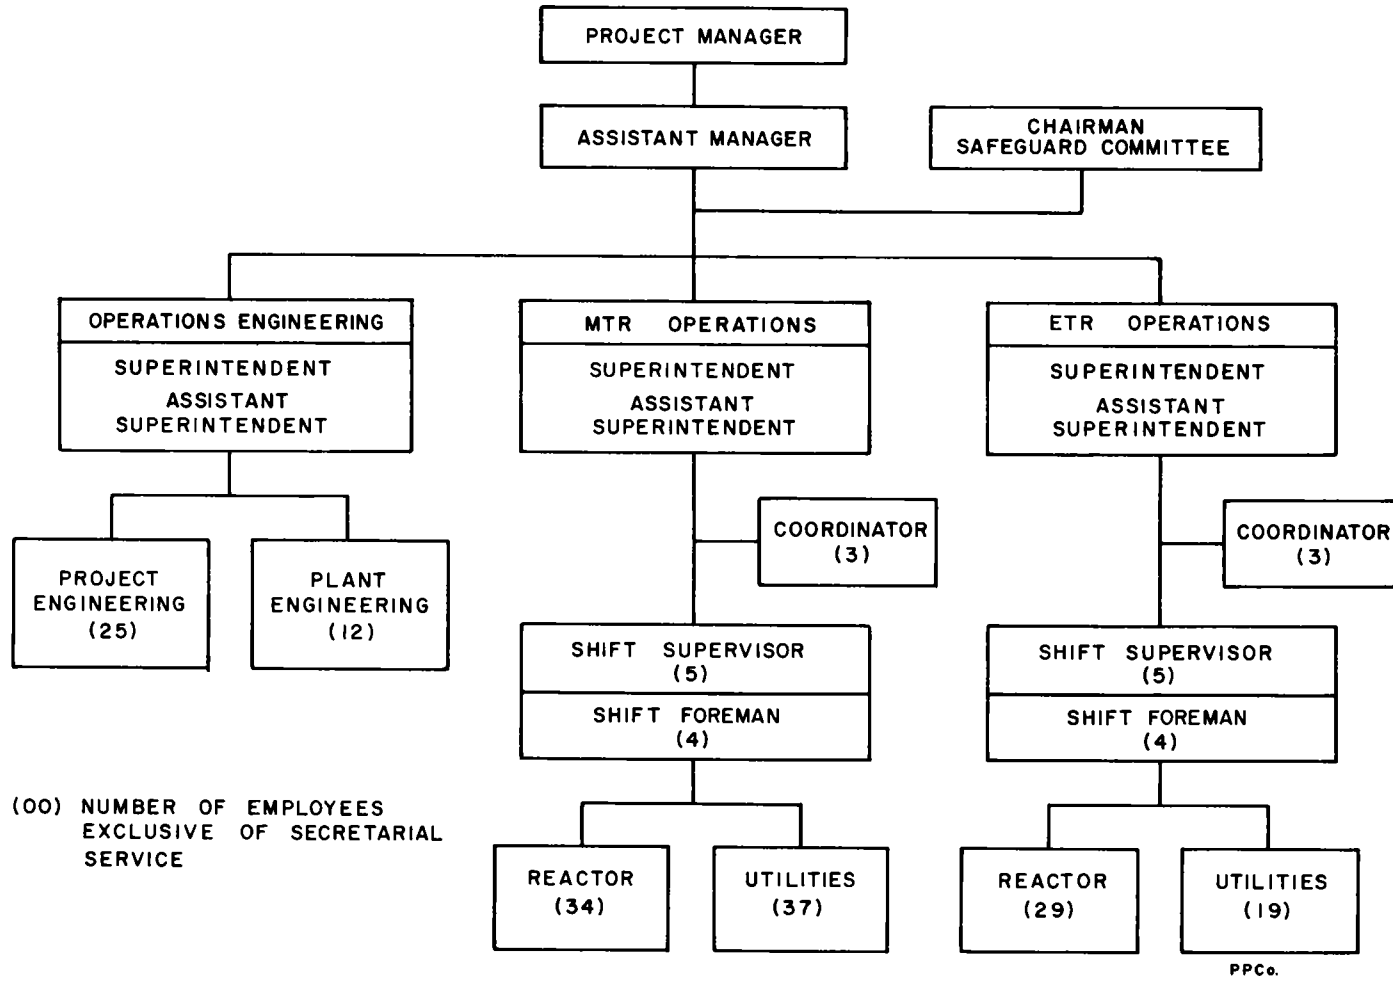 PROJECT MANAGER
ASSISTANT MANAGER
CHAIRMAN
SAFEGUARD COMMITTEE
OPERATIONS ENGINEERING
SUPERINTENDENT
ASSISTANT
SUPERINTENDENT
MTR OPERATIONS
SUPERINTENDENT
ASSISTANT
SUPERINTENDENT
ETR OPERATIONS
SUPERINTENDENT
ASSISTANT
SUPERINTENDENT
PROJECT
ENGINEERING
(25)
PLANT
ENGINEERING
(12)
COORDINATOR
(3)
COORDINATOR
(3)
SHIFT SUPERVISOR
(5)
SHIFT FOREMAN
(4)
SHIFT SUPERVISOR
(5)
SHIFT FOREMAN
(4)
(00) NUMBER OF EMPLOYEES
EXCLUSIVE OF SECRETARIAL
SERVICE
REACTOR
(34)
UTILITIES
(37)
REACTOR
(29)
UTILITIES
(19)
PPCo.